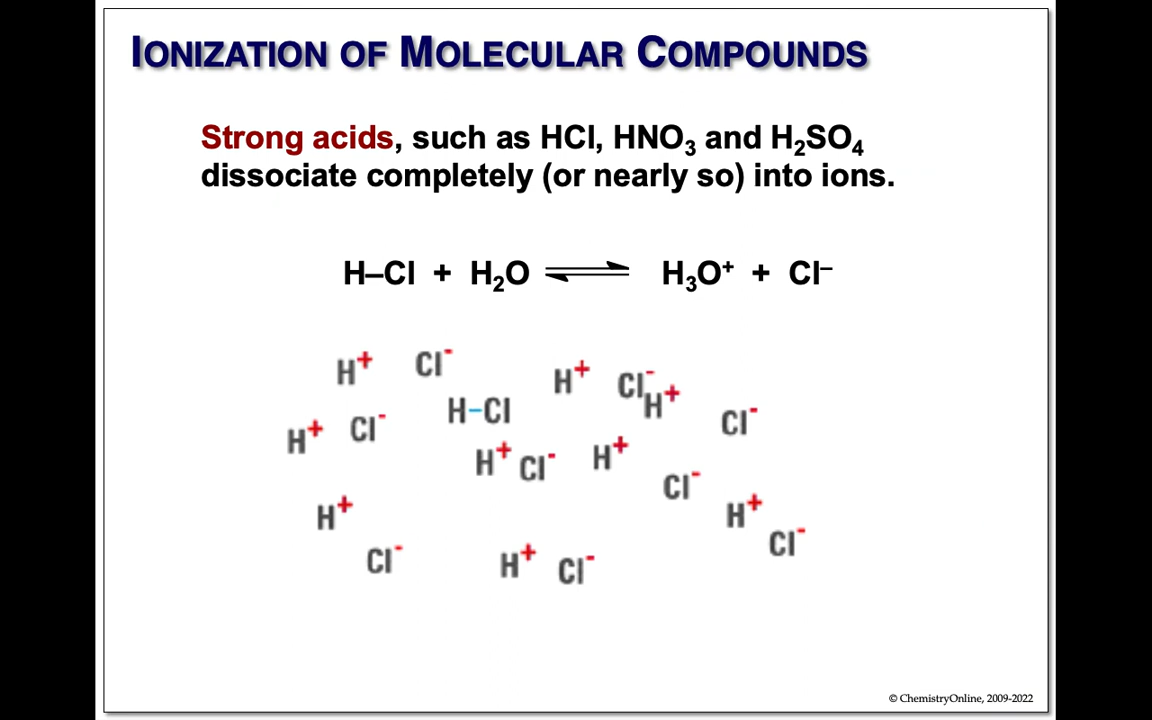 IONIZATION OF MOLECULAR COMPOUNDS
Strong acids, such as HCl, HNO₃ and H₂SO₄
dissociate completely (or nearly so) into ions.
H–Cl + H₂O ⇌ H₃O⁺ + Cl⁻
H⁺ Cl⁻ H⁺ Cl⁻
H–Cl H⁺ Cl⁻
H⁺ Cl⁻
H⁺ Cl⁻ H⁺
Cl⁻
H⁺ H⁺
Cl⁻ H⁺ Cl⁻ Cl⁻
© ChemistryOnline, 2009-2022